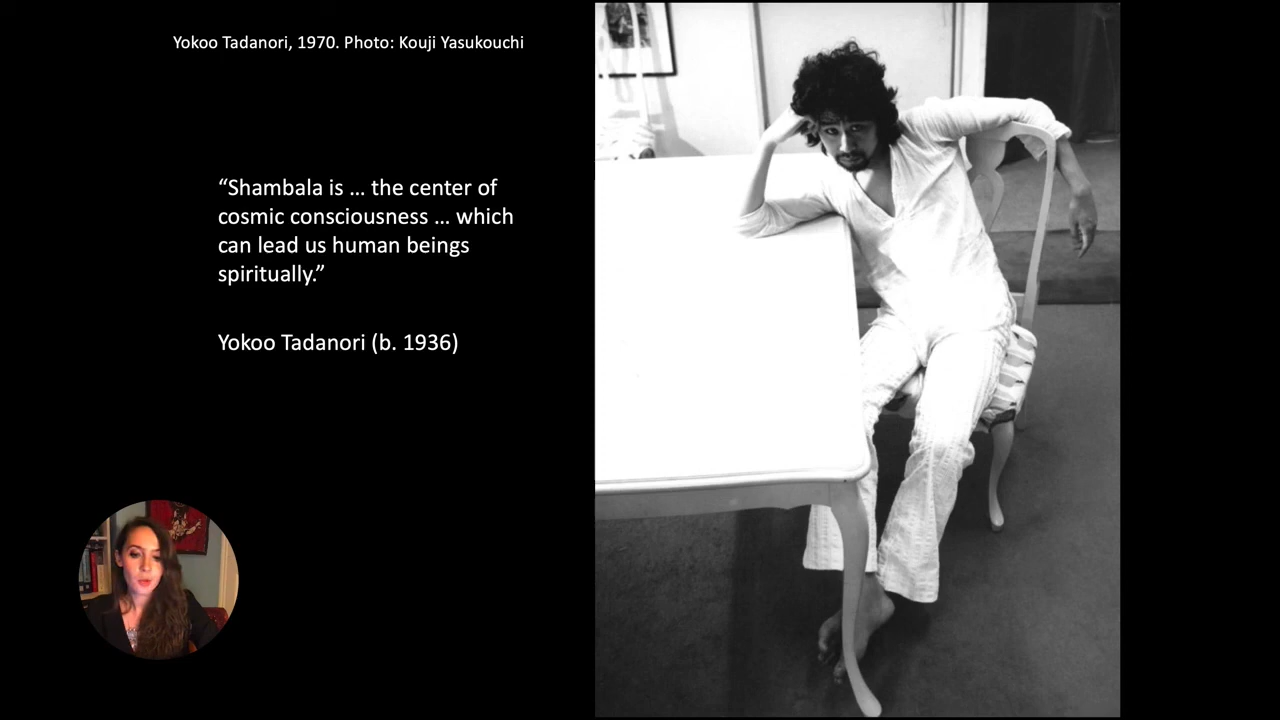 Yokoo Tadanori, 1970. Photo: Kouji Yasukouchi
“Shambala is … the center of
cosmic consciousness … which
can lead us human beings
spiritually.”
Yokoo Tadanori (b. 1936)